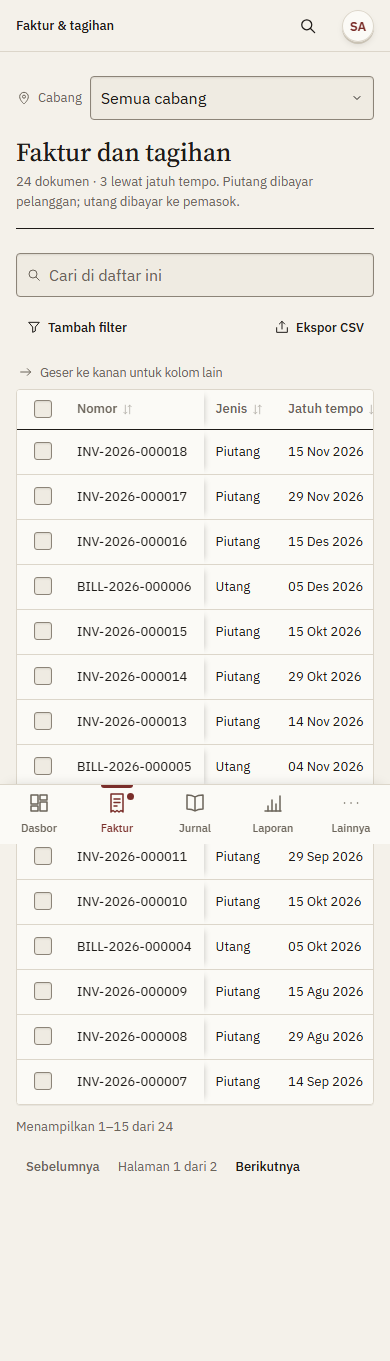 Faktur & tagihan
SA
Cabang
Semua cabang
Faktur dan tagihan
24 dokumen · 3 lewat jatuh tempo. Piutang dibayar
pelanggan; utang dibayar ke pemasok.
Cari di daftar ini
Tambah filter
Ekspor CSV
Geser ke kanan untuk kolom lain
Nomor Jenis Jatuh tempo
INV-2026-000018 Piutang 15 Nov 2026
INV-2026-000017 Piutang 29 Nov 2026
INV-2026-000016 Piutang 15 Des 2026
BILL-2026-000006 Utang 05 Des 2026
INV-2026-000015 Piutang 15 Okt 2026
INV-2026-000014 Piutang 29 Okt 2026
INV-2026-000013 Piutang 14 Nov 2026
BILL-2026-000005 Utang 04 Nov 2026
Dasbor Faktur Jurnal Laporan Lainnya
INV-2026-000011 Piutang 29 Sep 2026
INV-2026-000010 Piutang 15 Okt 2026
BILL-2026-000004 Utang 05 Okt 2026
INV-2026-000009 Piutang 15 Agu 2026
INV-2026-000008 Piutang 29 Agu 2026
INV-2026-000007 Piutang 14 Sep 2026
Menampilkan 1–15 dari 24
Sebelumnya Halaman 1 dari 2 Berikutnya